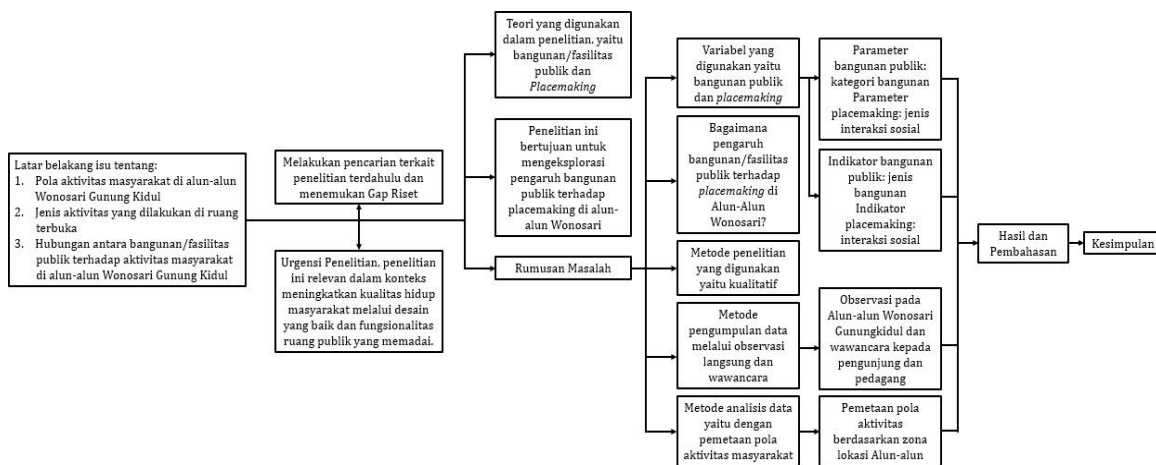 Latar belakang isu tentang:
1. Pola aktivitas masyarakat di alun-alun
Wonosari Gunung Kidul
2. Jenis aktivitas yang dilakukan di ruang
terbuka
3. Hubungan antara bangunan/fasilitas
publik terhadap aktivitas masyarakat
di alun-alun Wonosari Gunung Kidul
Melakukan pencarian terkait
penelitian terdahulu dan
menemukan Gap Riset
Urgensi Penelitian, penelitian
ini relevan dalam konteks
meningkatkan kualitas hidup
masyarakat melalui desain
yang baik dan fungsionalitas
ruang publik yang memadai.
Teori yang digunakan
dalam penelitian, yaitu
bangunan/fasilitas
publik dan
Placemaking
Penelitian ini
bertujuan untuk
mengeksplorasi
pengaruh bangunan
publik terhadap
placemaking di alun-
alun Wonosari
Rumusan Masalah
Variabel yang
digunakan yaitu
bangunan publik
dan placemaking
Bagaimana
pengaruh
bangunan/fasilitas
publik terhadap
placemaking di
Alun-Alun
Wonosari?
Metode penelitian
yang digunakan
yaitu kualitatif
Metode
pengumpulan data
melalui observasi
langsung dan
wawancara
Metode analisis data
yaitu dengan
pemetaan pola
aktivitas masyarakat
Parameter
bangunan publik:
kategori bangunan
Parameter
placemaking: jenis
interaksi sosial
Indikator bangunan
publik: jenis
bangunan
Indikator
placemaking:
interaksi sosial
Observasi pada
Alun-alun Wonosari
Gunungkidul dan
wawancara kepada
pengunjung dan
pedagang
Pemetaan pola
aktivitas
berdasarkan zona
lokasi Alun-alun
Hasil dan
Pembahasan
Kesimpulan